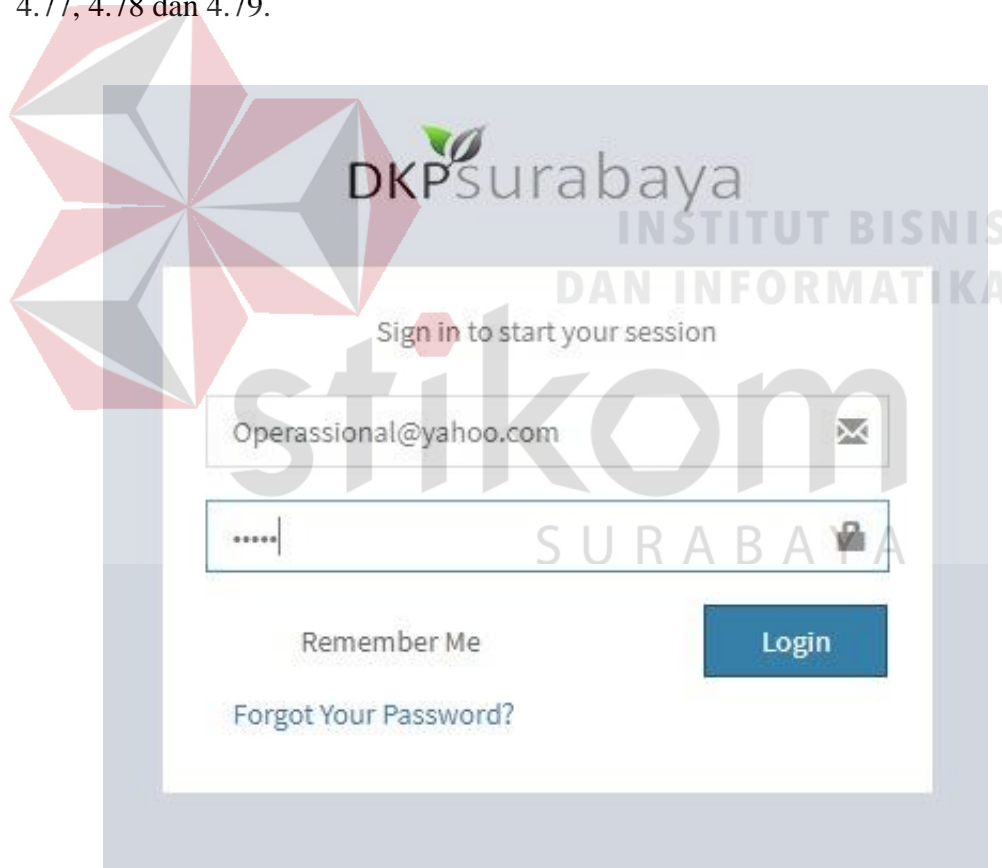 4.77, 4.78 dan 4.79.
DKPsurabaya
INSTITUT BISNIS
DAN INFORMATIKA
Sign in to start your session
stikom
Operassional@yahoo.com
•••••
SURABAYA
Remember Me
Login
Forgot Your Password?